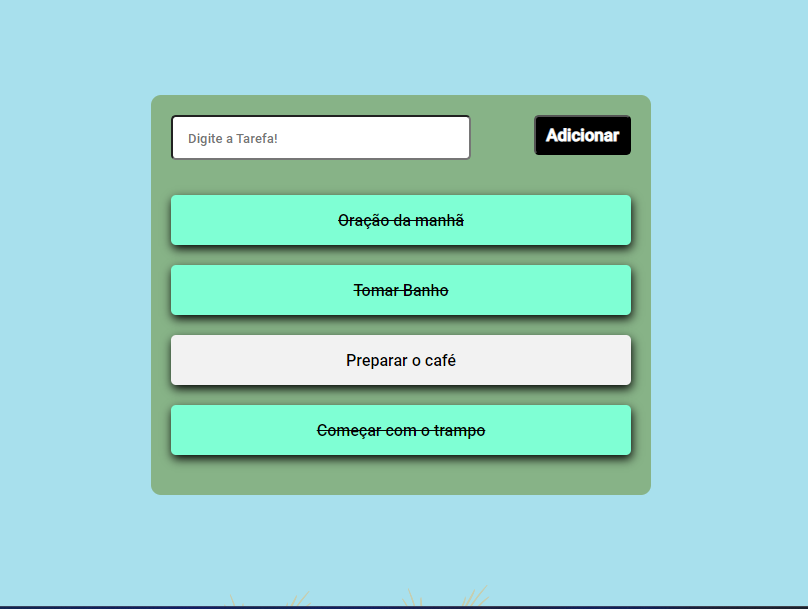 Digite a Tarefa!
Adicionar
Oração da manhã
Tomar Banho
Preparar o café
Começar com o trampo